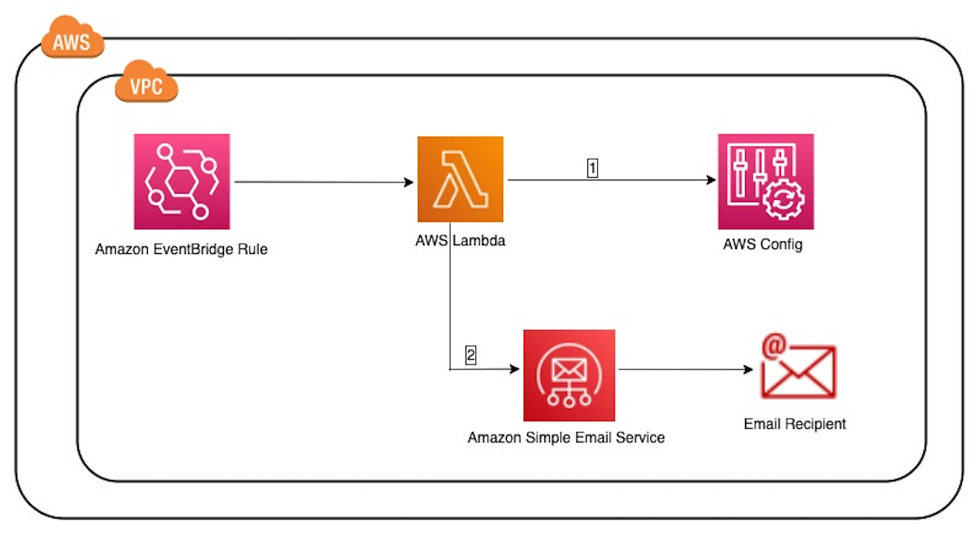 AWS
VPC
1
Amazon EventBridge Rule
AWS Lambda
AWS Config
2
Amazon Simple Email Service
Email Recipient